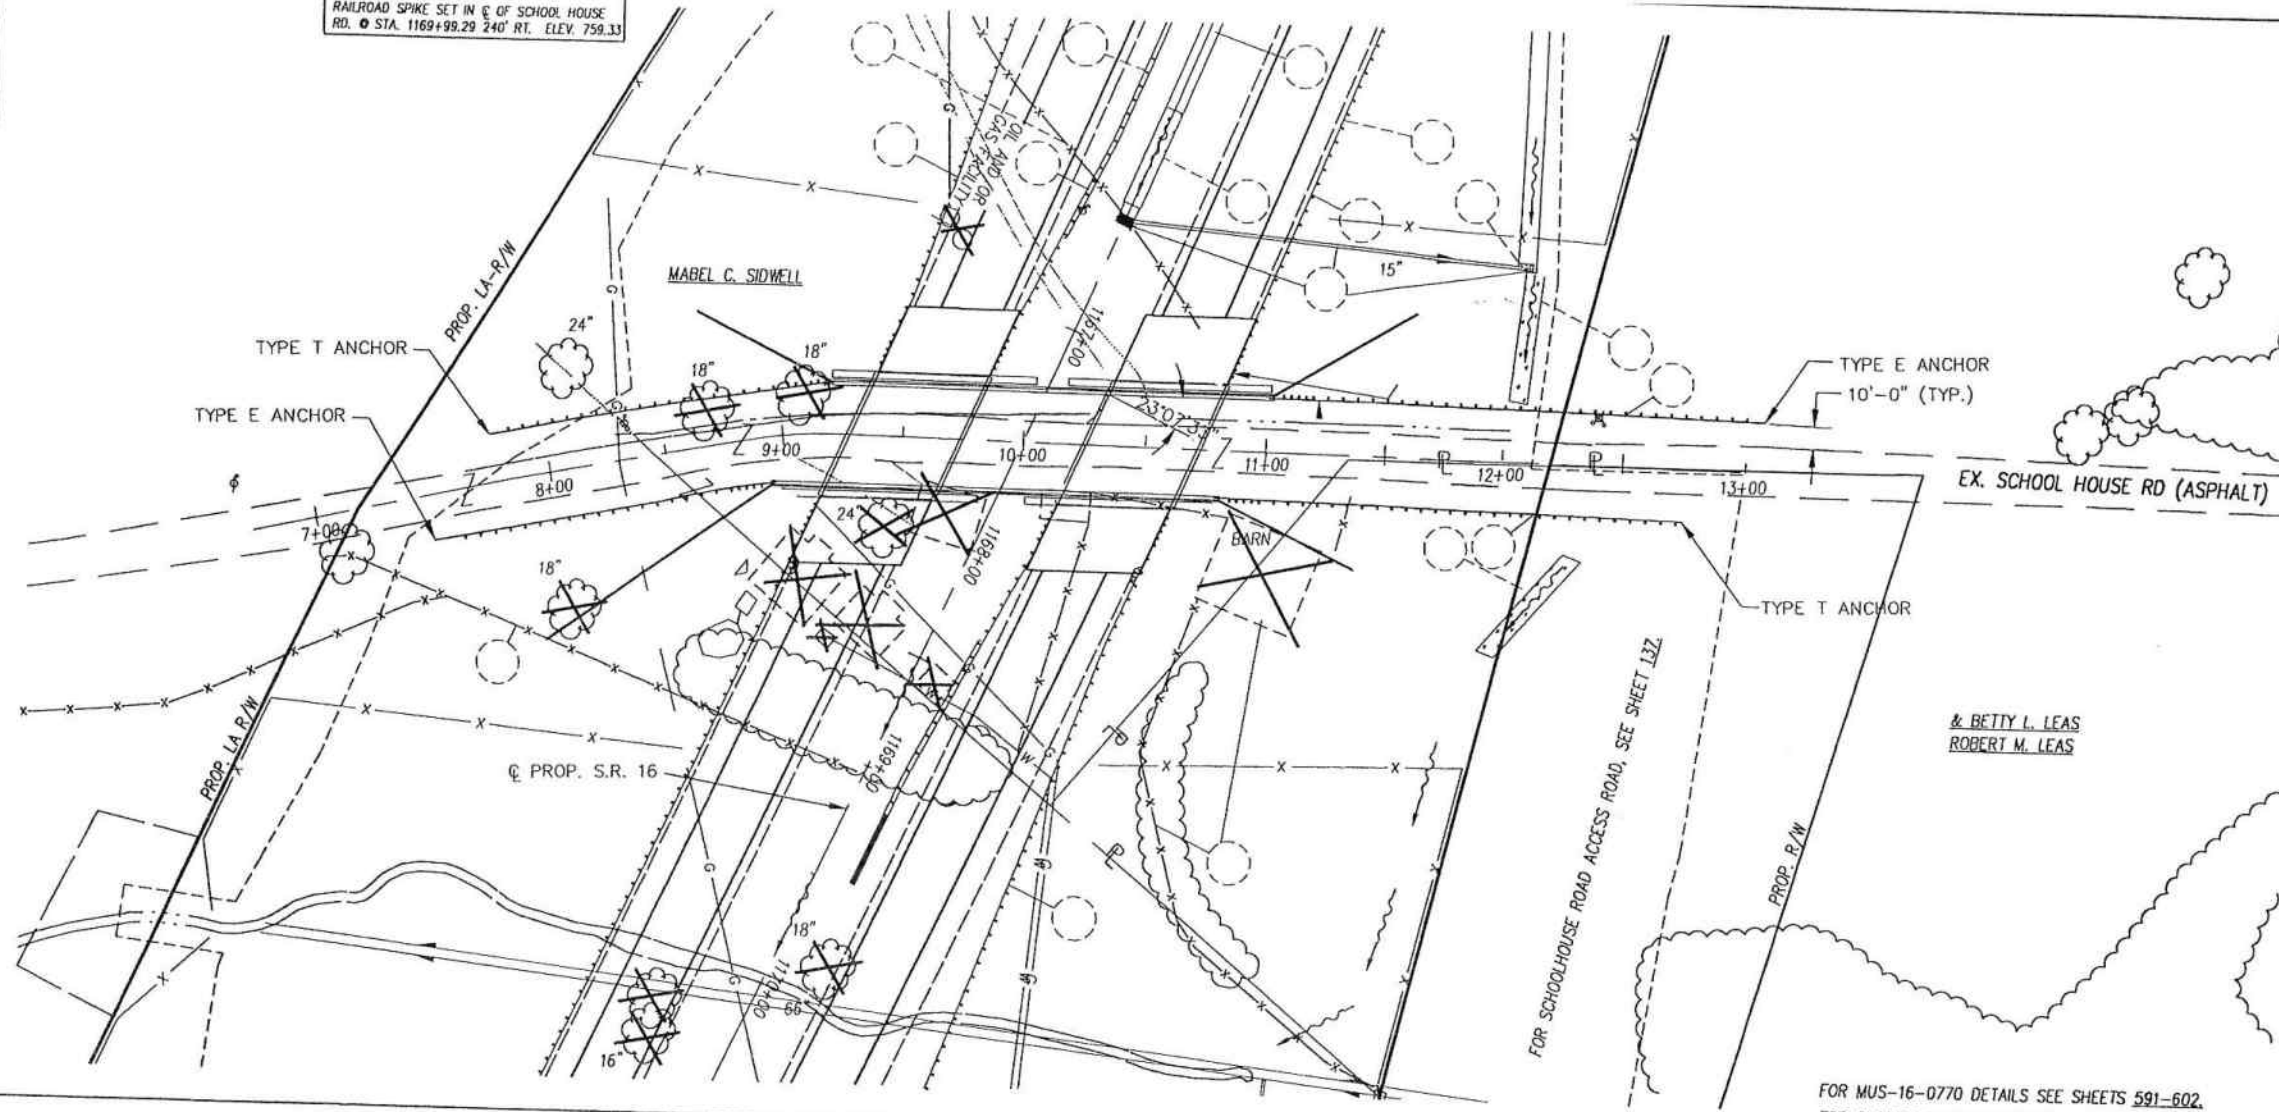 RAILROAD SPIKE SET IN ℄ OF SCHOOL HOUSE
RD. @ STA. 1169+99.29 240' RT. ELEV. 759.33
OIL AND/OR
GAS FACILITY
PROP. LA-R/W
MABEL C. SIDWELL
15"
24"
TYPE T ANCHOR
18"
18"
1167+00
TYPE E ANCHOR
10'-0" (TYP.)
TYPE E ANCHOR
9+00
10+00
11+00
12+00
13+00
8+00
7+00
EX. SCHOOL HOUSE RD (ASPHALT)
24"
1168+00
BARN
18"
TYPE T ANCHOR
PROP. LA R/W
℄ PROP. S.R. 16
1169+00
FOR SCHOOLHOUSE ROAD ACCESS ROAD, SEE SHEET 137.
& BETTY L. LEAS
ROBERT M. LEAS
PROP. R/W
18"
1170+00
66
16"
FOR MUS-16-0770 DETAILS SEE SHEETS 591-602.